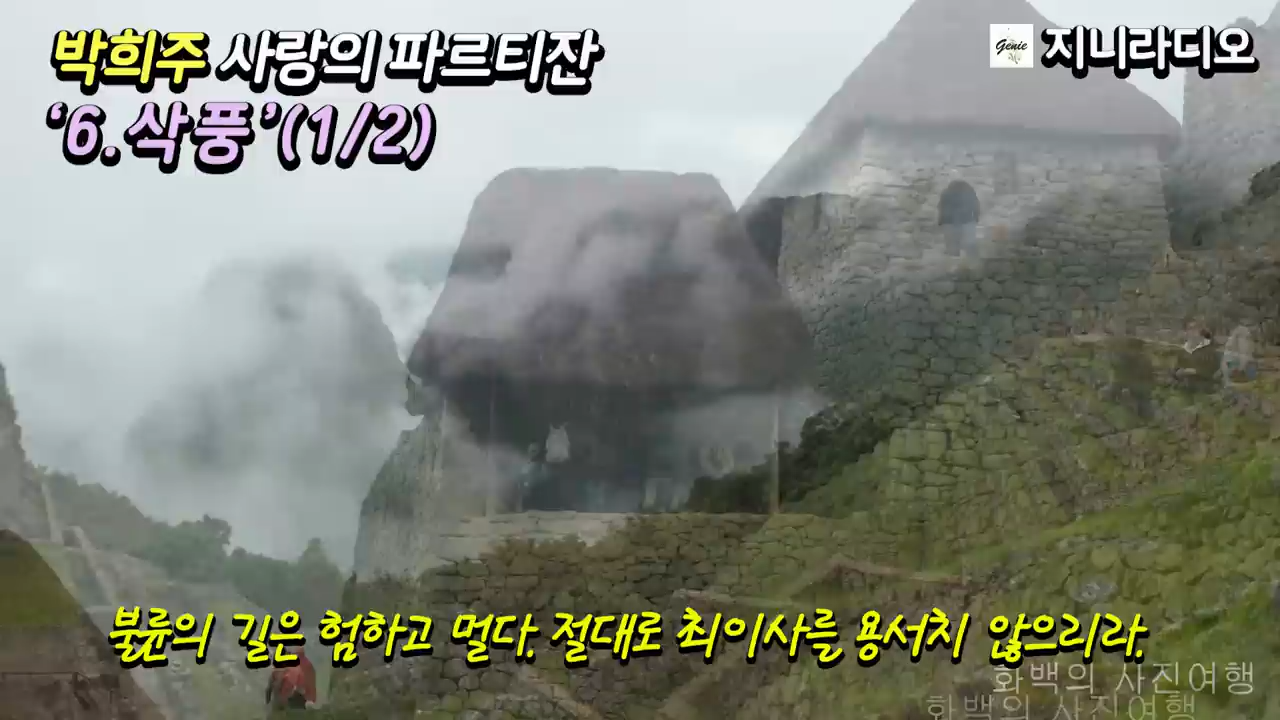 박희주 사랑의 파르티잔
'6.삭풍'(1/2)
Genie
지니라디오
불륜의 길은 험하고 멀다. 절대로 최이사를 용서치 않으리라.
화백의 사진여행
화백의 사진여행